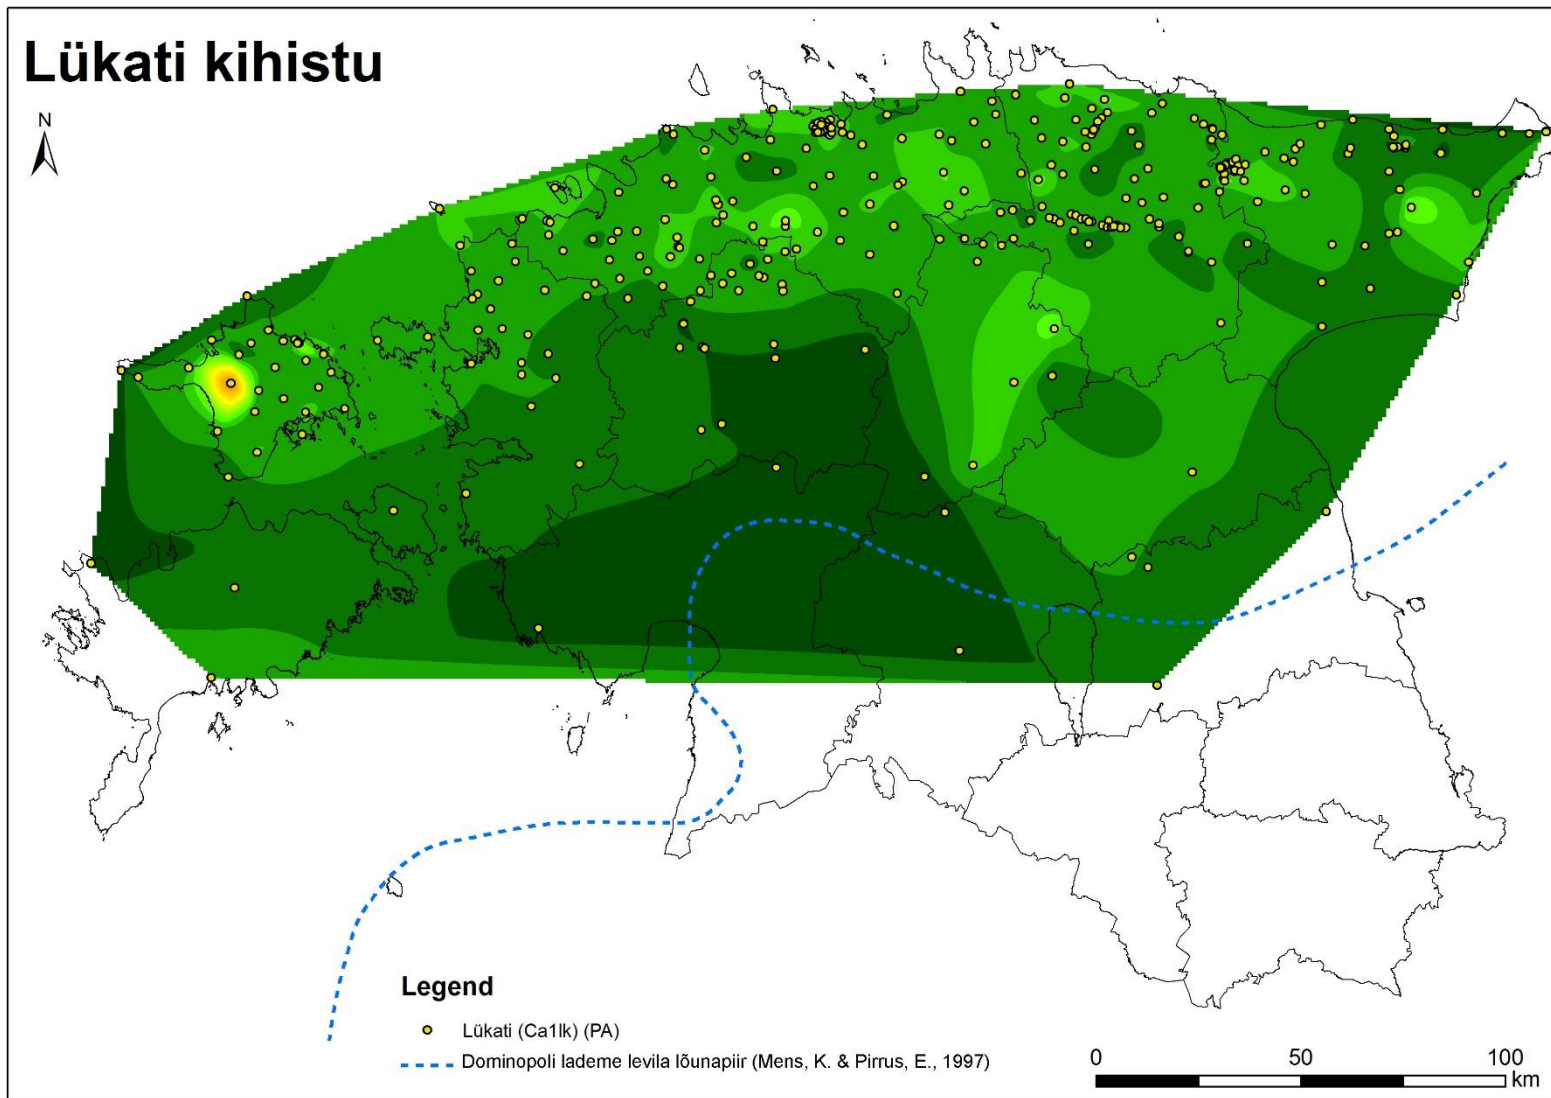 Lükati kihistu
N
Legend
Lükati (Ca1lk) (PA)
Dominopoli lademe levila lõunapiir (Mens, K. & Pirrus, E., 1997)
0 50 100
km